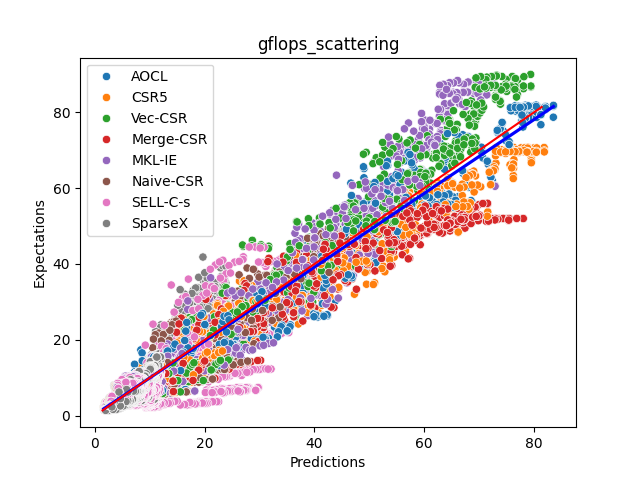 gflops_scattering
AOCL
CSR5
Vec-CSR
Merge-CSR
MKL-IE
Naive-CSR
SELL-C-s
SparseX
Expectations
80
60
40
20
0
0 20 40 60 80
Predictions